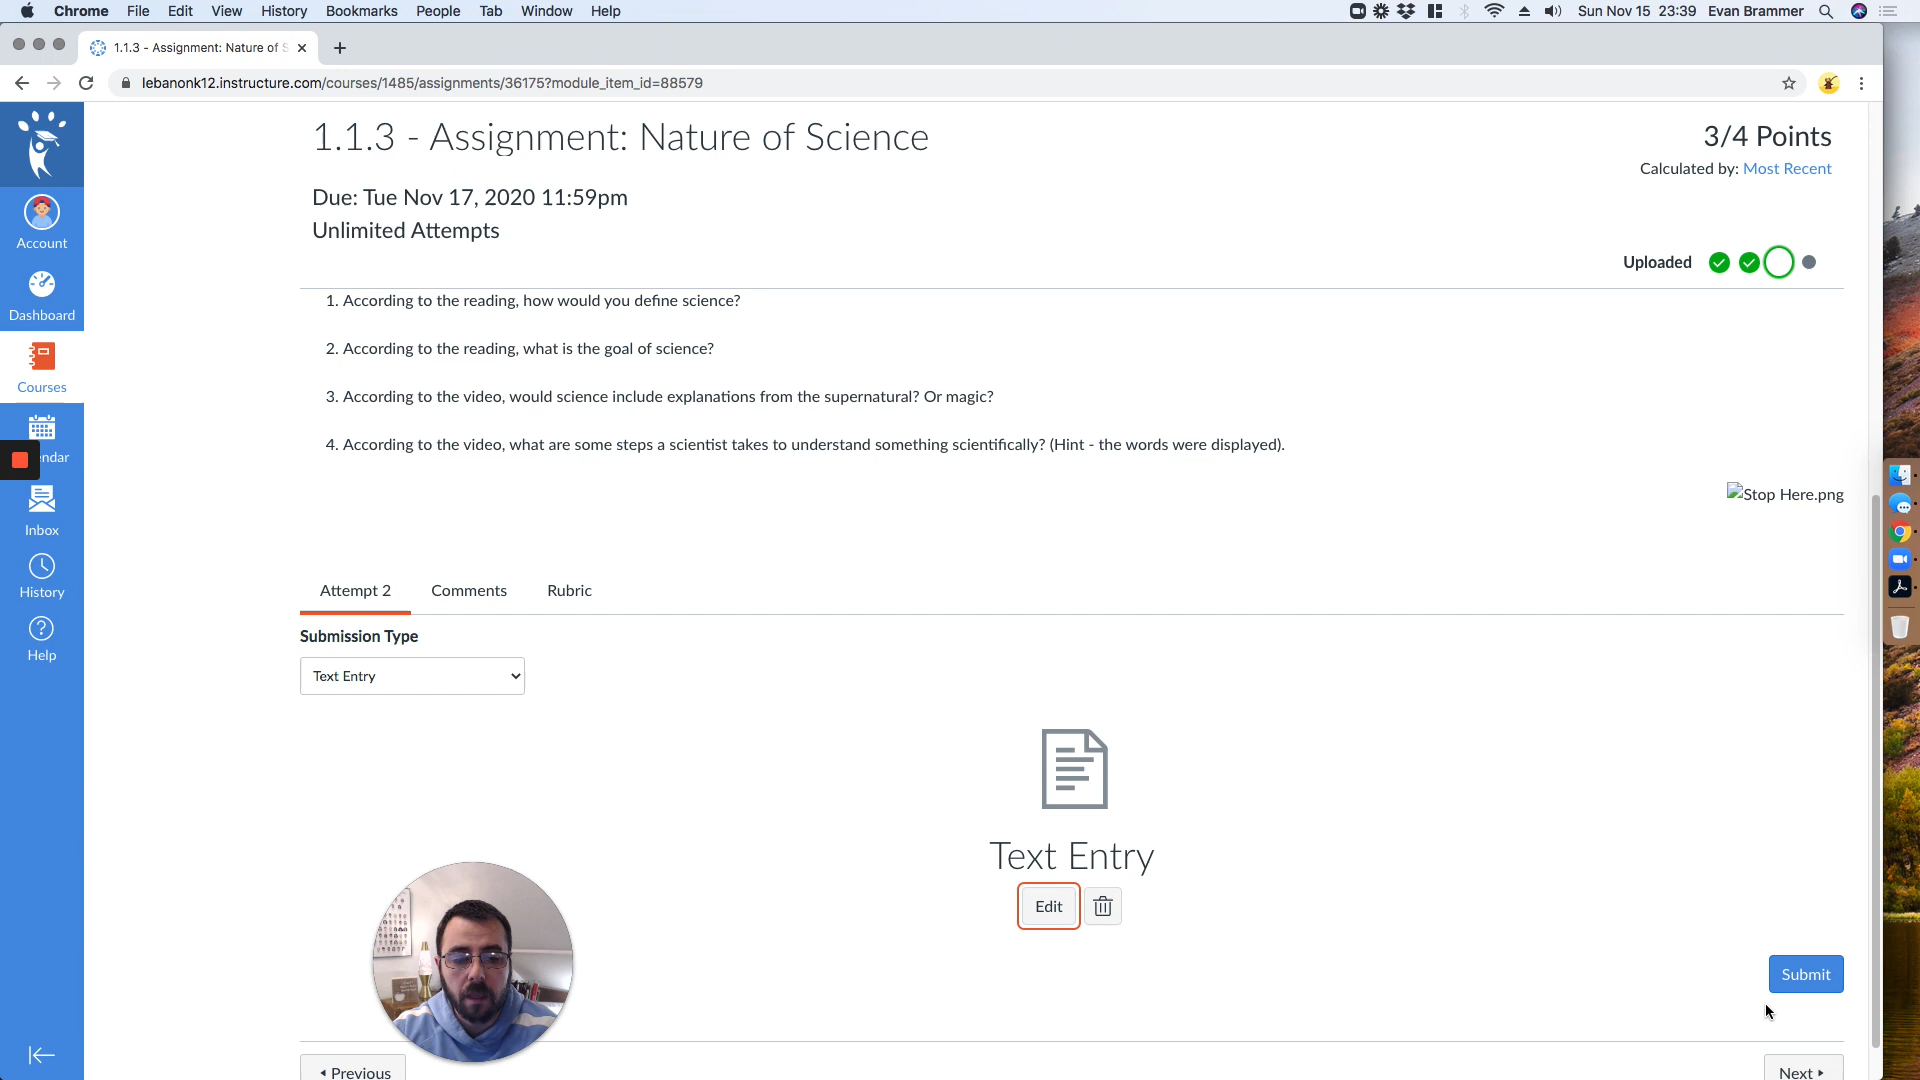 Chrome File Edit View History Bookmarks People Tab Window Help
Sun Nov 15 23:39 Evan Brammer
1.1.3 - Assignment: Nature of S
lebanonk12.instructure.com/courses/1485/assignments/36175?module_item_id=88579
Account
Dashboard
Courses
endar
Inbox
History
Help
1.1.3 - Assignment: Nature of Science
3/4 Points
Calculated by: Most Recent
Due: Tue Nov 17, 2020 11:59pm
Unlimited Attempts
Uploaded
1. According to the reading, how would you define science?
2. According to the reading, what is the goal of science?
3. According to the video, would science include explanations from the supernatural? Or magic?
4. According to the video, what are some steps a scientist takes to understand something scientifically? (Hint - the words were displayed).
Stop Here.png
Attempt 2 Comments Rubric
Submission Type
Text Entry
Text Entry
Edit
Submit
Previous
Next